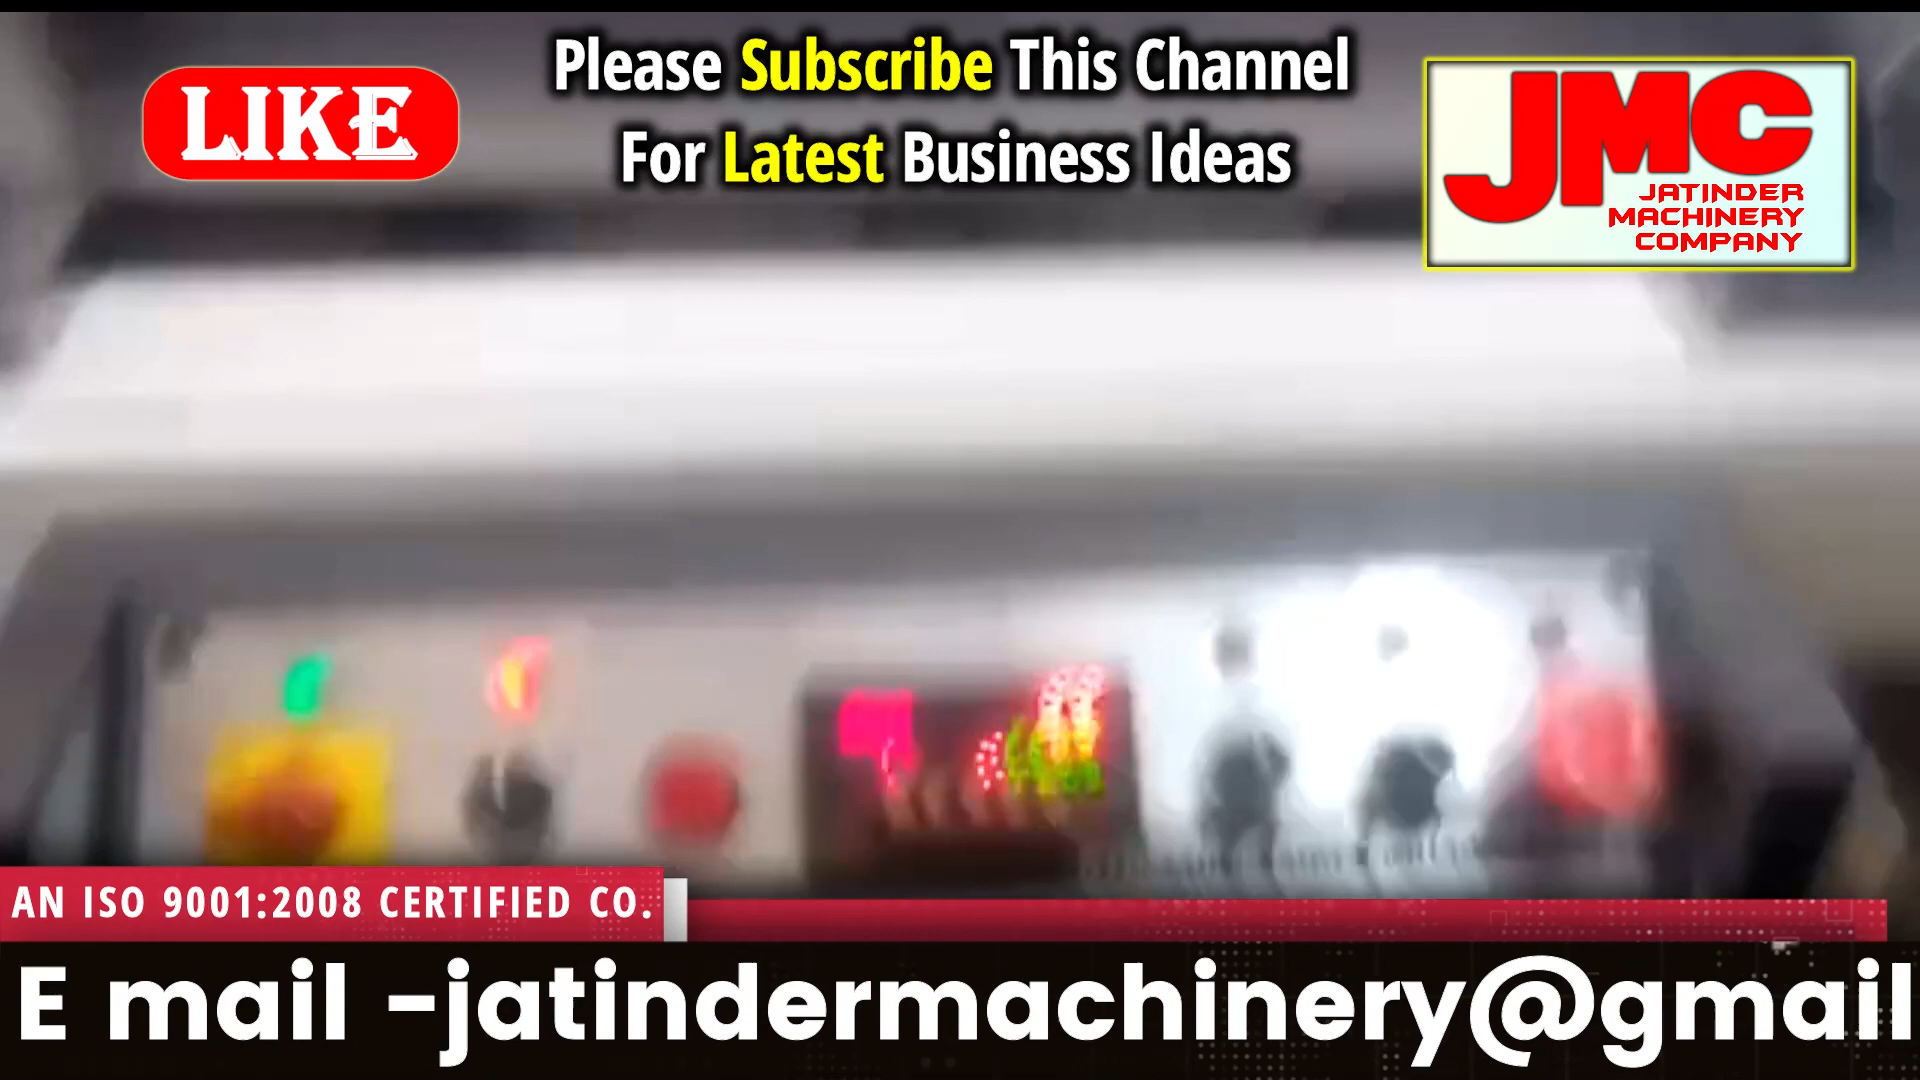 LIKE
Please Subscribe This Channel
For Latest Business Ideas
JMC
JATINDER
MACHINERY
COMPANY
AN ISO 9001:2008 CERTIFIED CO.
E mail -jatindermachinery@gmail